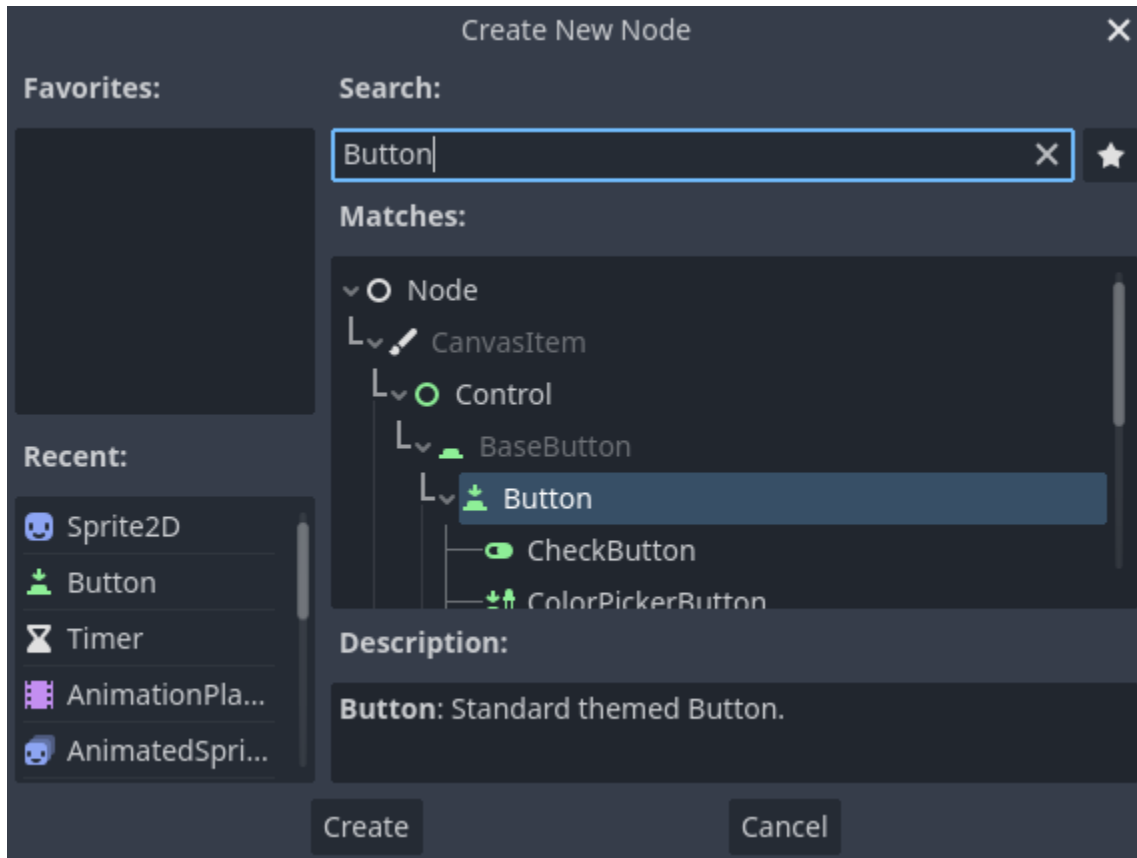 Create New Node
Favorites:
Search:
Button
Matches:
Node
CanvasItem
Control
BaseButton
Button
CheckButton
ColorPickerButton
Recent:
Sprite2D
Button
Timer
AnimationPla...
AnimatedSpri...
Description:
Button: Standard themed Button.
Create
Cancel